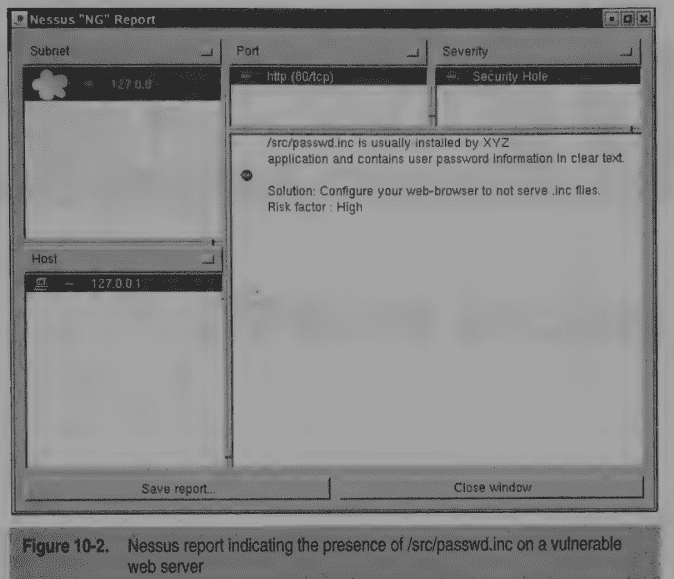 Nessus "NG" Report
Subnet
Port
Severity
127.0.0
http (80/tcp)
Security Hole
/src/passwd.inc is usually installed by XYZ
application and contains user password information in clear text.
Solution: Configure your web-browser to not serve .inc files.
Risk factor : High
Host
127.0.0.1
Save report...
Close window
Figure 10-2. Nessus report indicating the presence of /src/passwd.inc on a vulnerable
web server